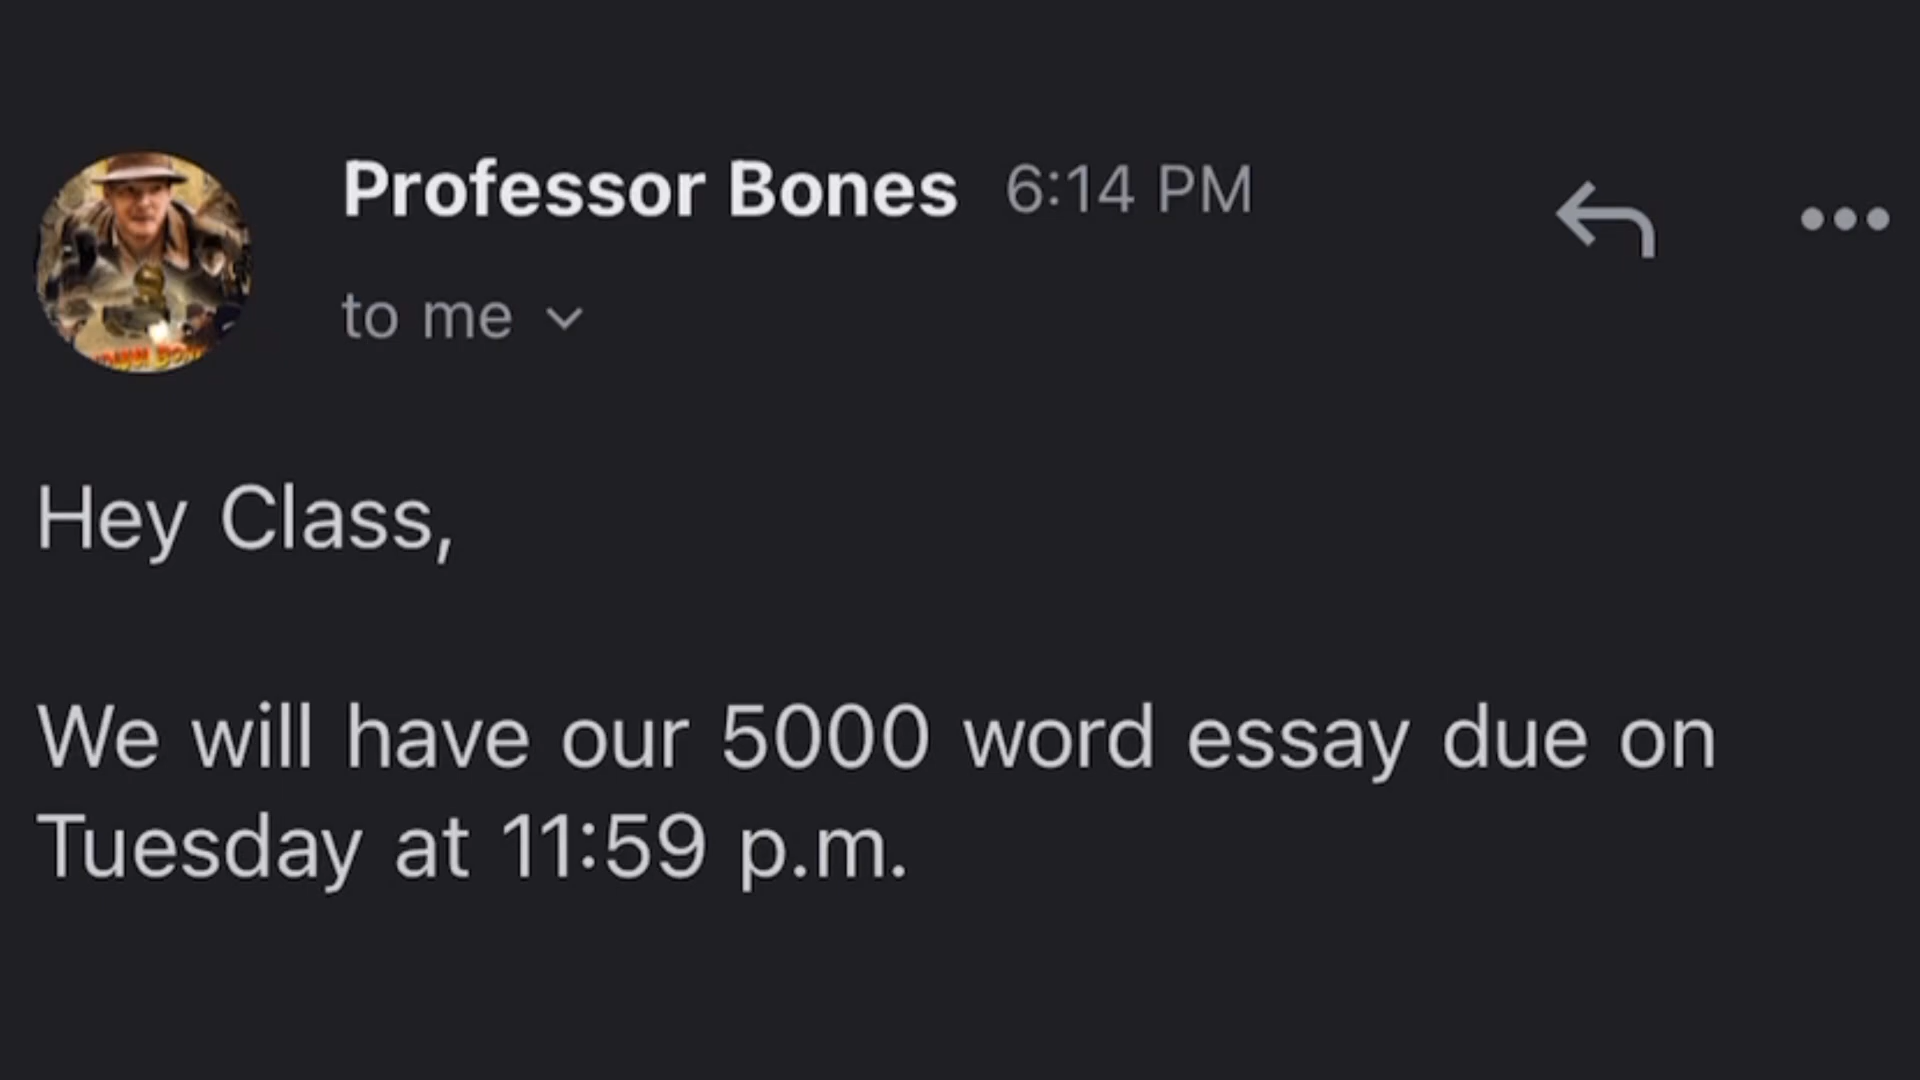 Professor Bones 6:14 PM
to me
Hey Class,
We will have our 5000 word essay due on
Tuesday at 11:59 p.m.